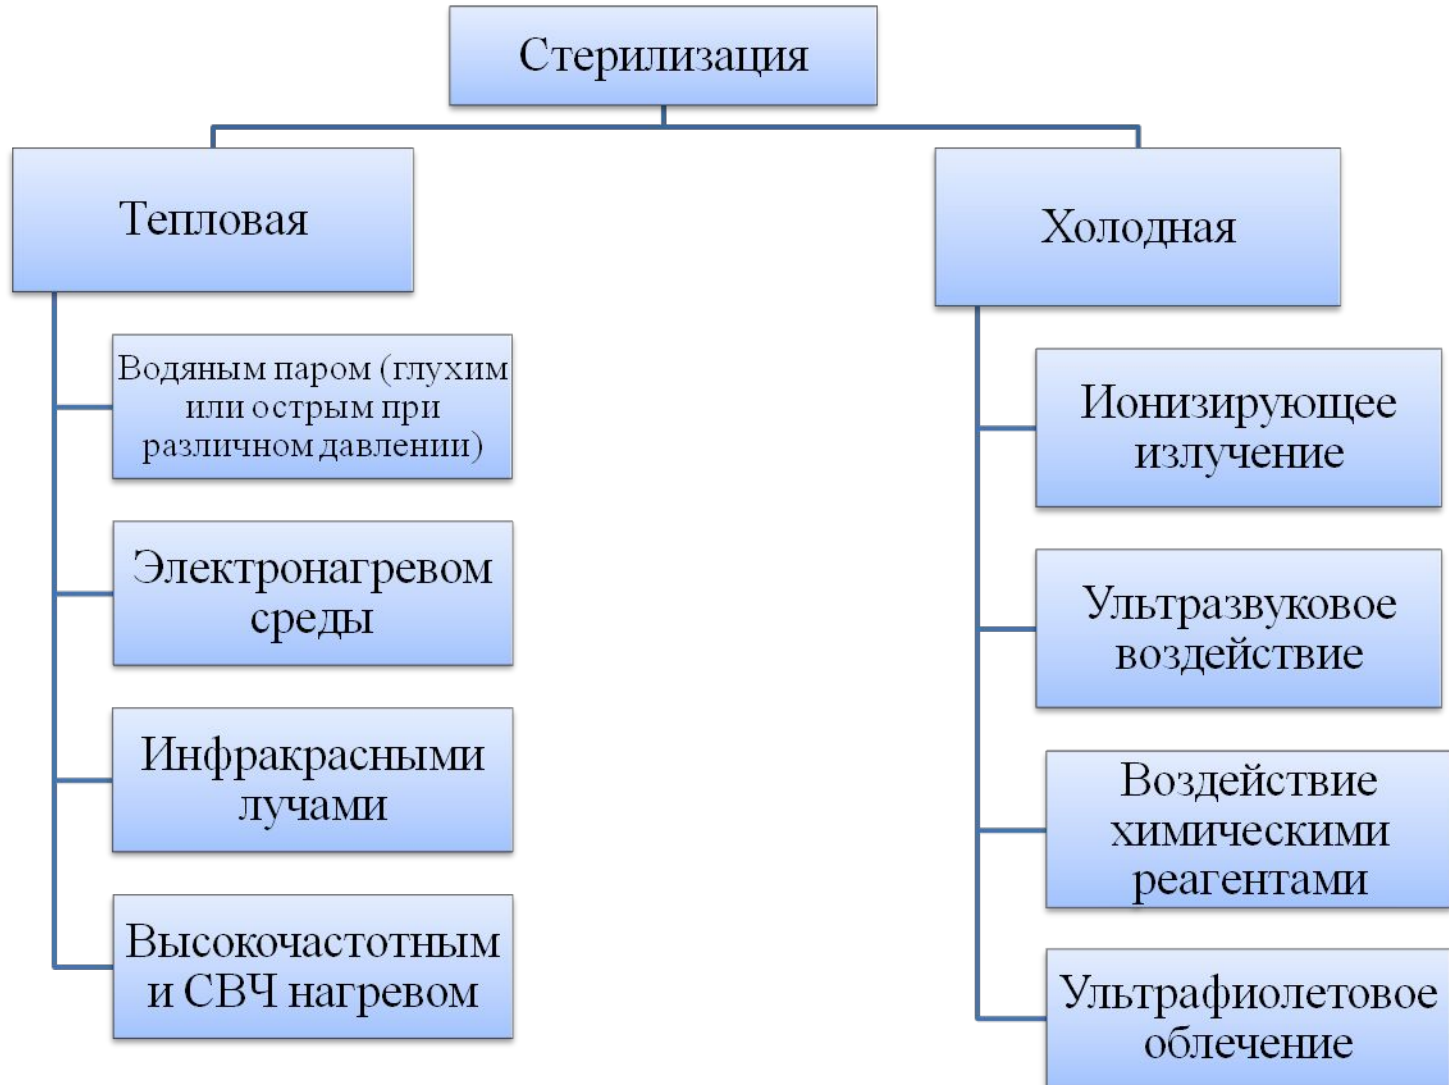 Стерилизация
Тепловая
Водяным паром (глухим
или острым при
различном давлении)
Электронагревом
среды
Инфракрасными
лучами
Высокочастотным
и СВЧ нагревом
Холодная
Ионизирующее
излучение
Ультразвуковое
воздействие
Воздействие
химическими
реагентами
Ультрафиолетовое
облечение